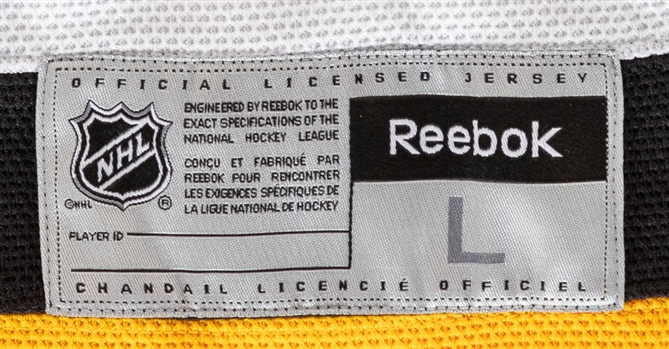 OFFICIAL LICENSED JERSEY
NHL
©NHL ®
ENGINEERED BY REEBOK TO THE
EXACT SPECIFICATIONS OF THE
NATIONAL HOCKEY LEAGUE
CONÇU ET FABRIQUÉ PAR
REEBOK POUR RENCONTRER
LES EXIGENCES SPÉCIFIQUES DE
LA LIGUE NATIONALE DE HOCKEY
PLAYER ID
Reebok
L
CHANDAIL LICENCIÉ OFFICIEL